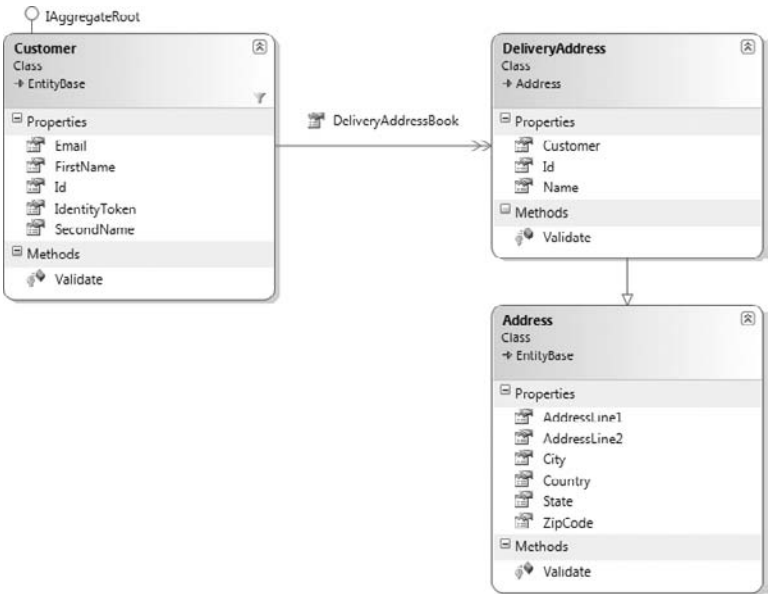 IAggregateRoot
Customer
Class
EntityBase
Properties
Email
FirstName
Id
IdentityToken
SecondName
Methods
Validate
DeliveryAddressBook
DeliveryAddress
Class
Address
Properties
Customer
Id
Name
Methods
Validate
Address
Class
EntityBase
Properties
AddressLine1
AddressLine2
City
Country
State
ZipCode
Methods
Validate